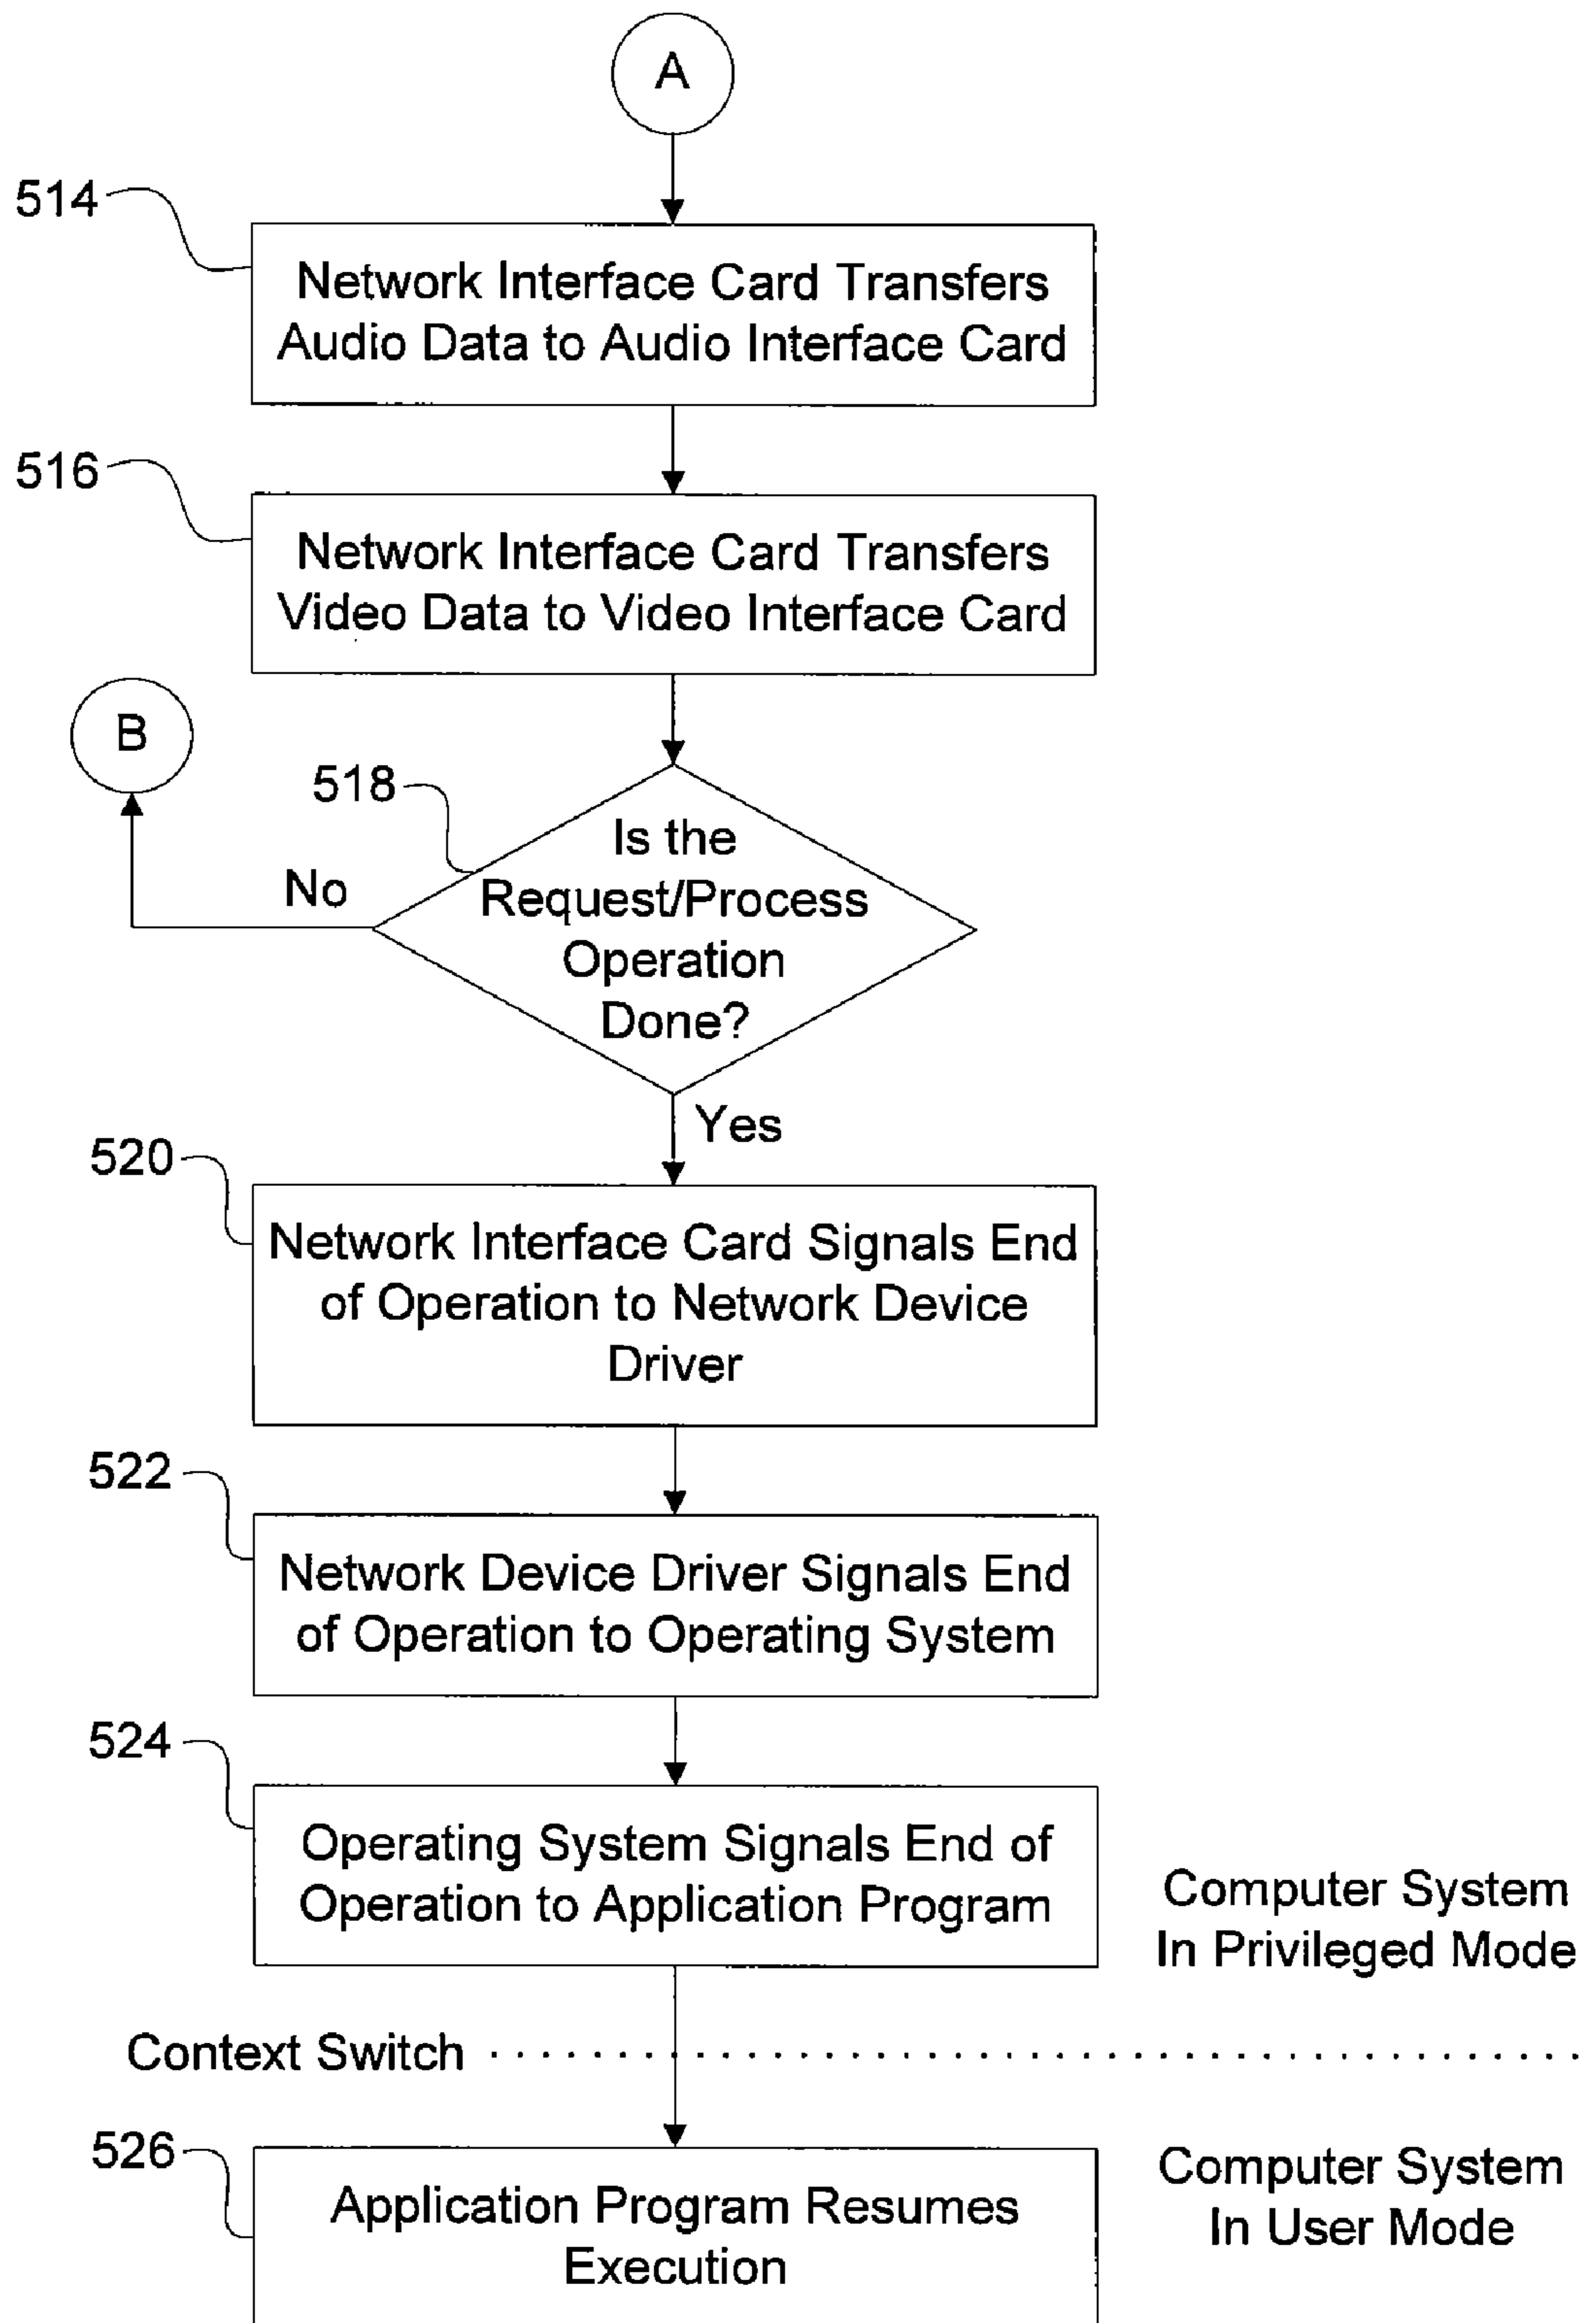 A
514
Network Interface Card Transfers
Audio Data to Audio Interface Card
516
Network Interface Card Transfers
Video Data to Video Interface Card
B
518
Is the
Request/Process
Operation
Done?
No
Yes
520
Network Interface Card Signals End
of Operation to Network Device
Driver
522
Network Device Driver Signals End
of Operation to Operating System
524
Operating System Signals End of
Operation to Application Program
Computer System
In Privileged Mode
Context Switch
526
Application Program Resumes
Execution
Computer System
In User Mode